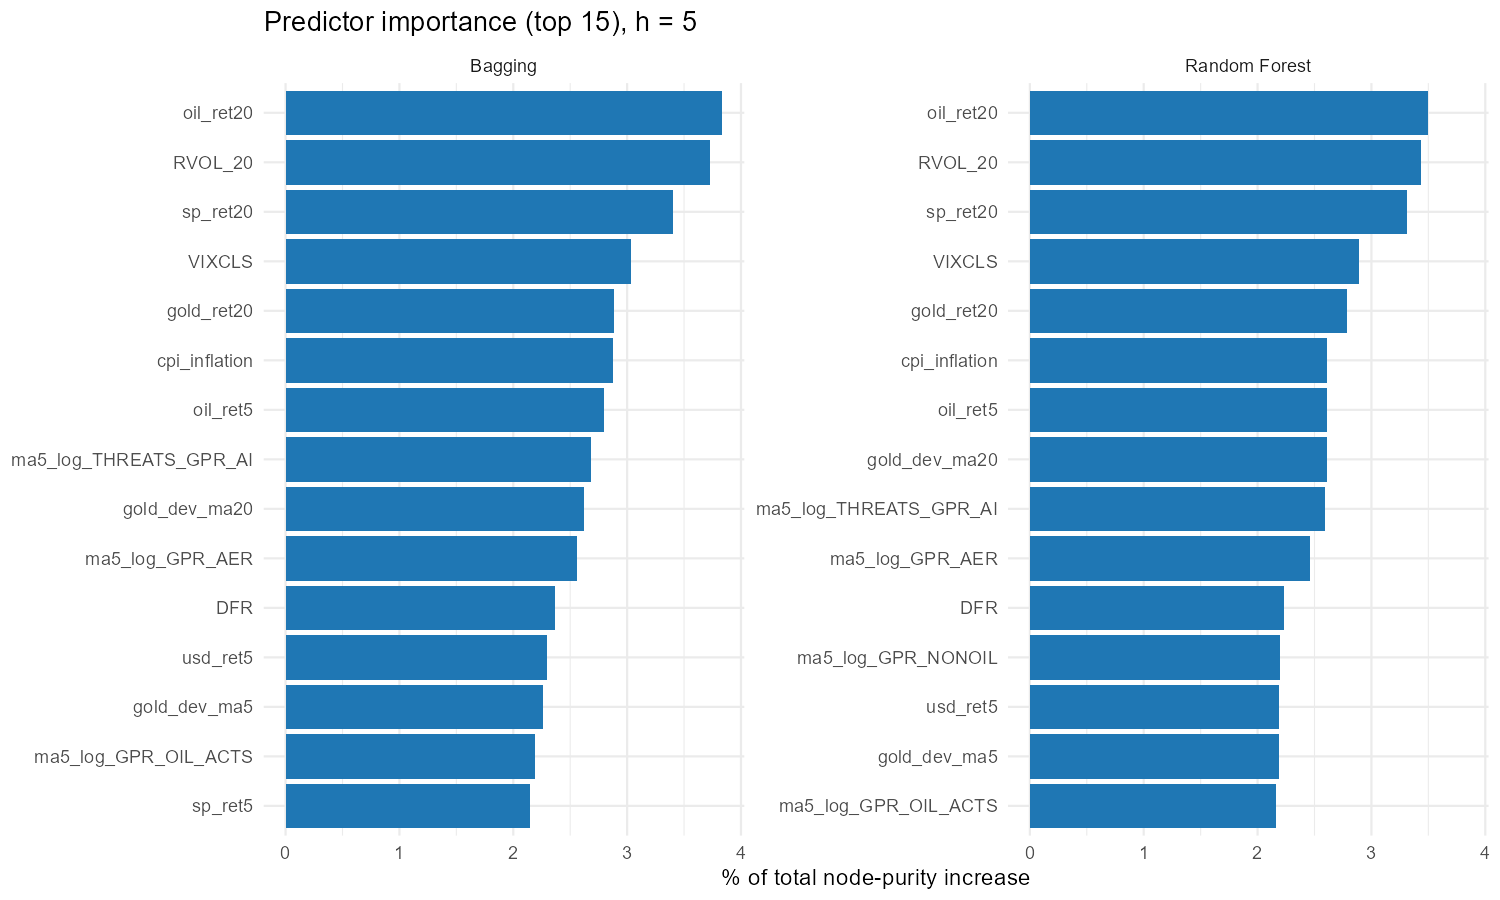 Predictor importance (top 15), h = 5
Bagging
oil_ret20
RVOL_20
sp_ret20
VIXCLS
gold_ret20
cpi_inflation
oil_ret5
ma5_log_THREATS_GPR_AI
gold_dev_ma20
ma5_log_GPR_AER
DFR
usd_ret5
gold_dev_ma5
ma5_log_GPR_OIL_ACTS
sp_ret5
0 1 2 3 4
Random Forest
oil_ret20
RVOL_20
sp_ret20
VIXCLS
gold_ret20
cpi_inflation
oil_ret5
gold_dev_ma20
ma5_log_THREATS_GPR_AI
ma5_log_GPR_AER
DFR
ma5_log_GPR_NONOIL
usd_ret5
gold_dev_ma5
ma5_log_GPR_OIL_ACTS
0 1 2 3 4
% of total node-purity increase